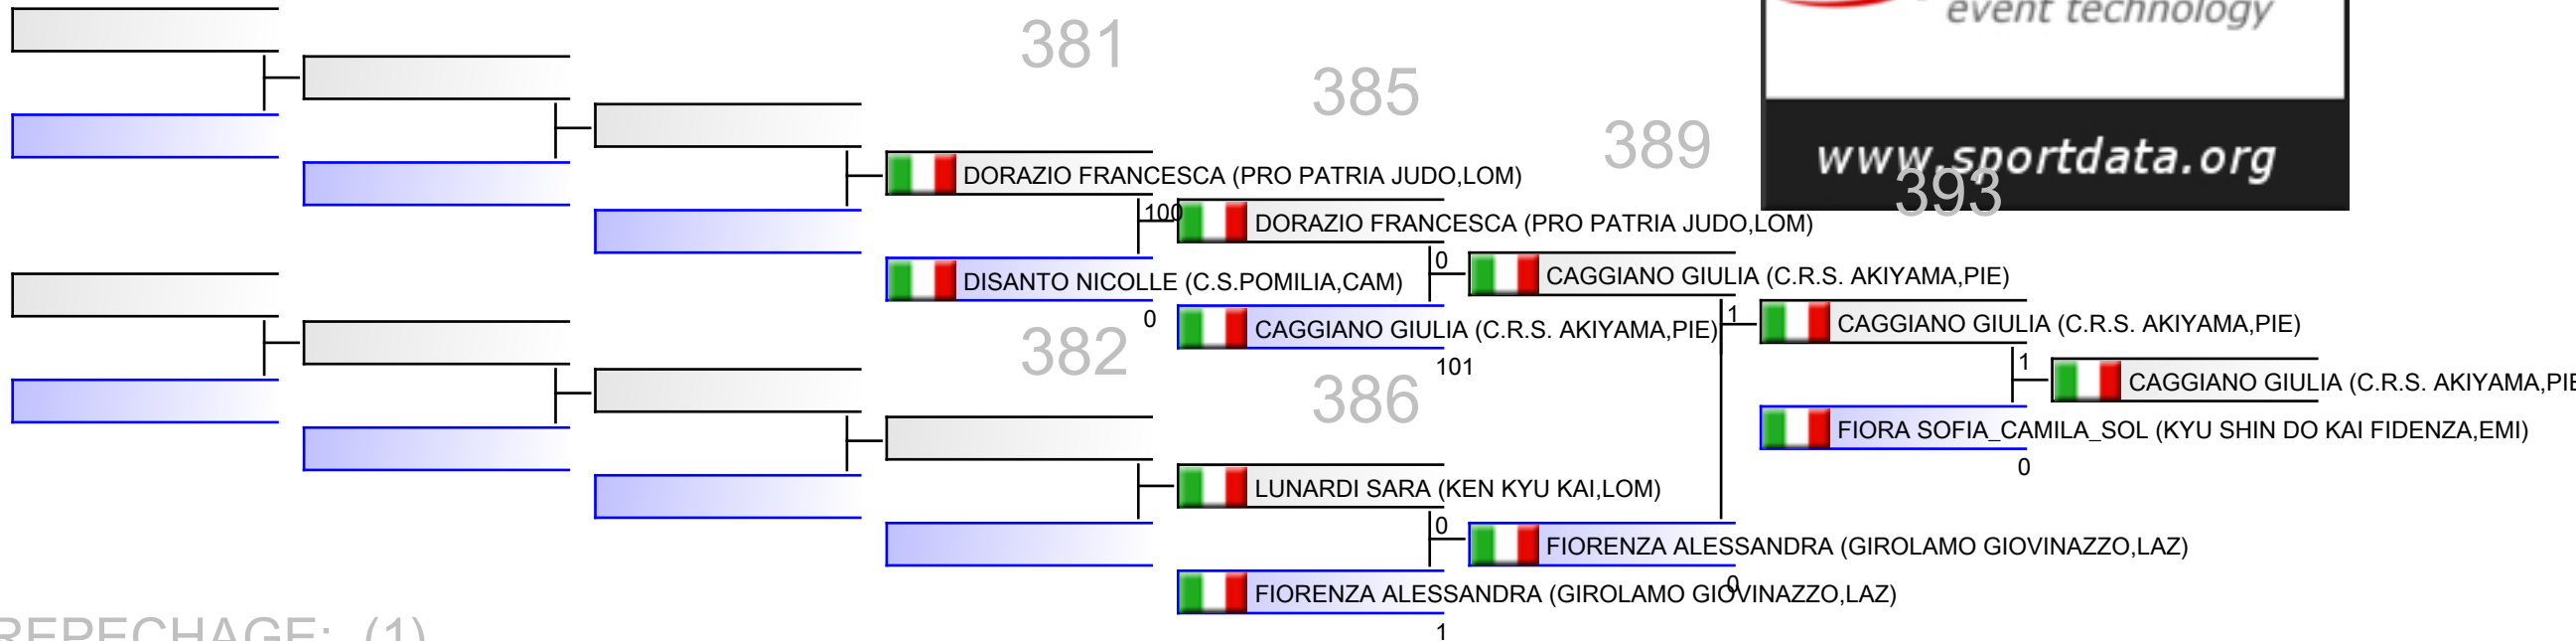 event technology
381
385
389
www.sportdata.org
393
DORAZIO FRANCESCA (PRO PATRIA JUDO,LOM)
100
DORAZIO FRANCESCA (PRO PATRIA JUDO,LOM)
0
DISANTO NICOLLE (C.S.POMILIA,CAM)
CAGGIANO GIULIA (C.R.S. AKIYAMA,PIE)
0
CAGGIANO GIULIA (C.R.S. AKIYAMA,PIE)
1
CAGGIANO GIULIA (C.R.S. AKIYAMA,PIE)
382
101
1
CAGGIANO GIULIA (C.R.S. AKIYAMA,PIE
386
FIORA SOFIA_CAMILA_SOL (KYU SHIN DO KAI FIDENZA,EMI)
0
LUNARDI SARA (KEN KYU KAI,LOM)
0
FIORENZA ALESSANDRA (GIROLAMO GIOVINAZZO,LAZ)
0
FIORENZA ALESSANDRA (GIROLAMO GIOVINAZZO,LAZ)
1
REPECHAGE: (1)